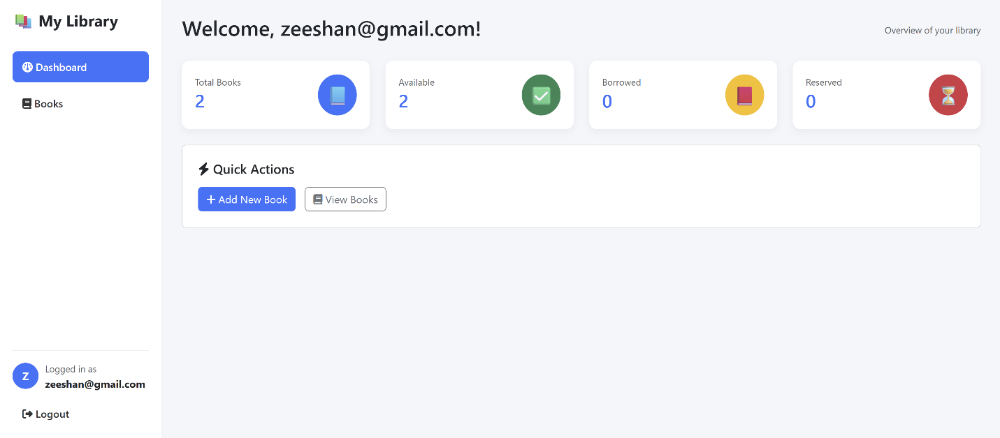 My Library
Dashboard
Books
Logged in as
Z
zeeshan@gmail.com
Logout
Welcome, zeeshan@gmail.com!
Overview of your library
Total Books
2
Available
2
Borrowed
0
Reserved
0
Quick Actions
Add New Book
View Books